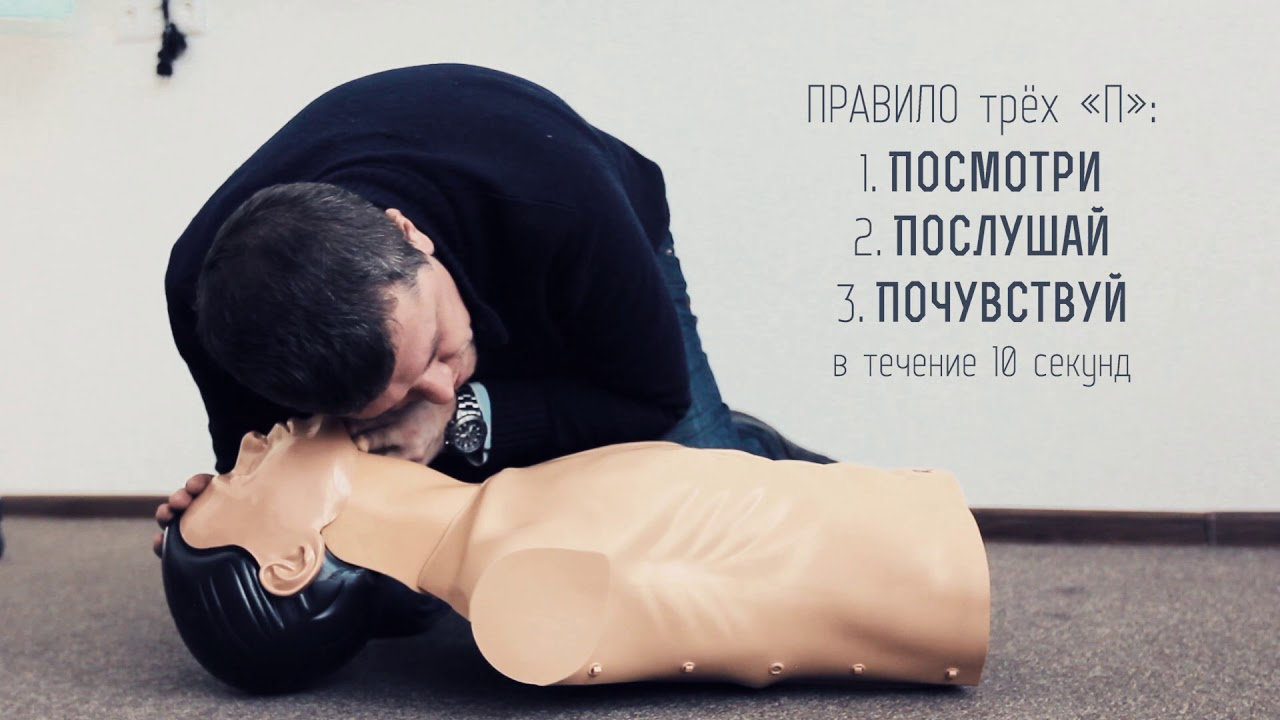 ПРАВИЛО трёх «П»:
1. ПОСМОТРИ
2. ПОСЛУШАЙ
3. ПОЧУВСТВУЙ
в течение 10 секунд